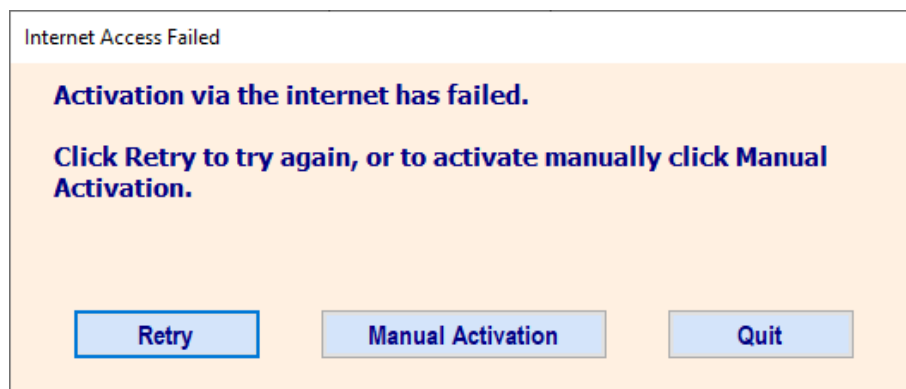 Internet Access Failed
Activation via the internet has failed.
Click Retry to try again, or to activate manually click Manual
Activation.
Retry
Manual Activation
Quit